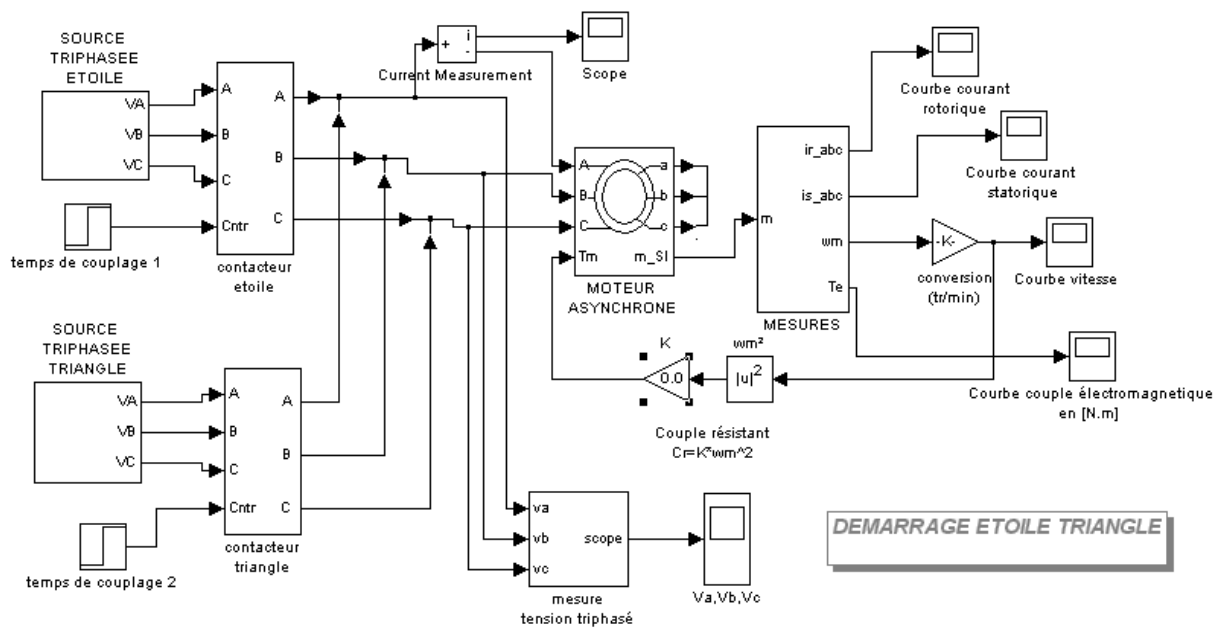 SOURCE
TRIPHASEE
ETOILE
VA
VB
VC
A
B
C
Cntr
A
B
C
contacteur
etoile
temps de couplage 1
+
i
-
Current Measurement
Scope
A
B
C
Tm
a
b
c
m_SI
MOTEUR
ASYNCHRONE
m
ir_abc
is_abc
wm
Te
MESURES
Courbe courant
rotorique
Courbe courant
statorique
-K-
conversion
(tr/min)
Courbe vitesse
Courbe couple électromagnetique
en [N.m]
K
0.0
wm²
|u|²
Couple résistant
Cr=K*wm^2
SOURCE
TRIPHASEE
TRIANGLE
VA
VB
VC
A
B
C
Cntr
A
B
C
contacteur
triangle
temps de couplage 2
va
vb
vc
scope
mesure
tension triphasé
Va,Vb,Vc
DEMARRAGE ETOILE TRIANGLE